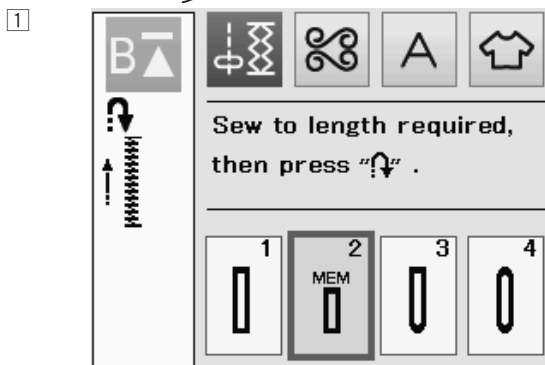 1
B
A
Sew to length required,
then press “ ” .
1 2 3 4
MEM